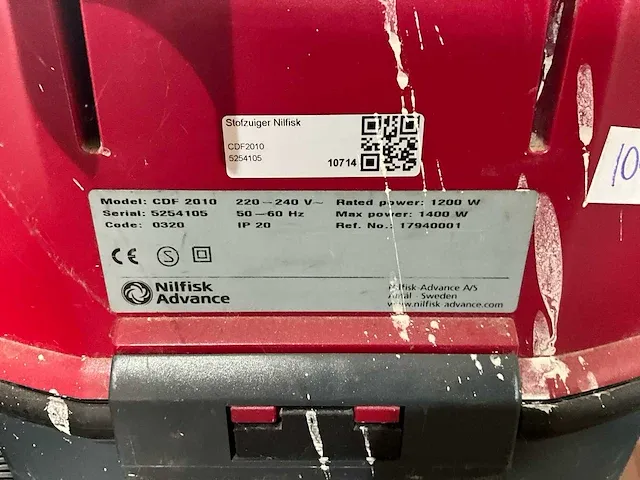 Stofzuiger Nilfisk
CDF2010
5254105
10714
10
Model: CDF 2010 220-240 V~ Rated power: 1200 W
Serial: 5254105 50-60 Hz Max power: 1400 W
Code: 0320 IP 20 Ref. No.: 17940001
CE S
Nilfisk
Advance
Nilfisk-Advance A/S
Åmål - Sweden
www.nilfisk-advance.com